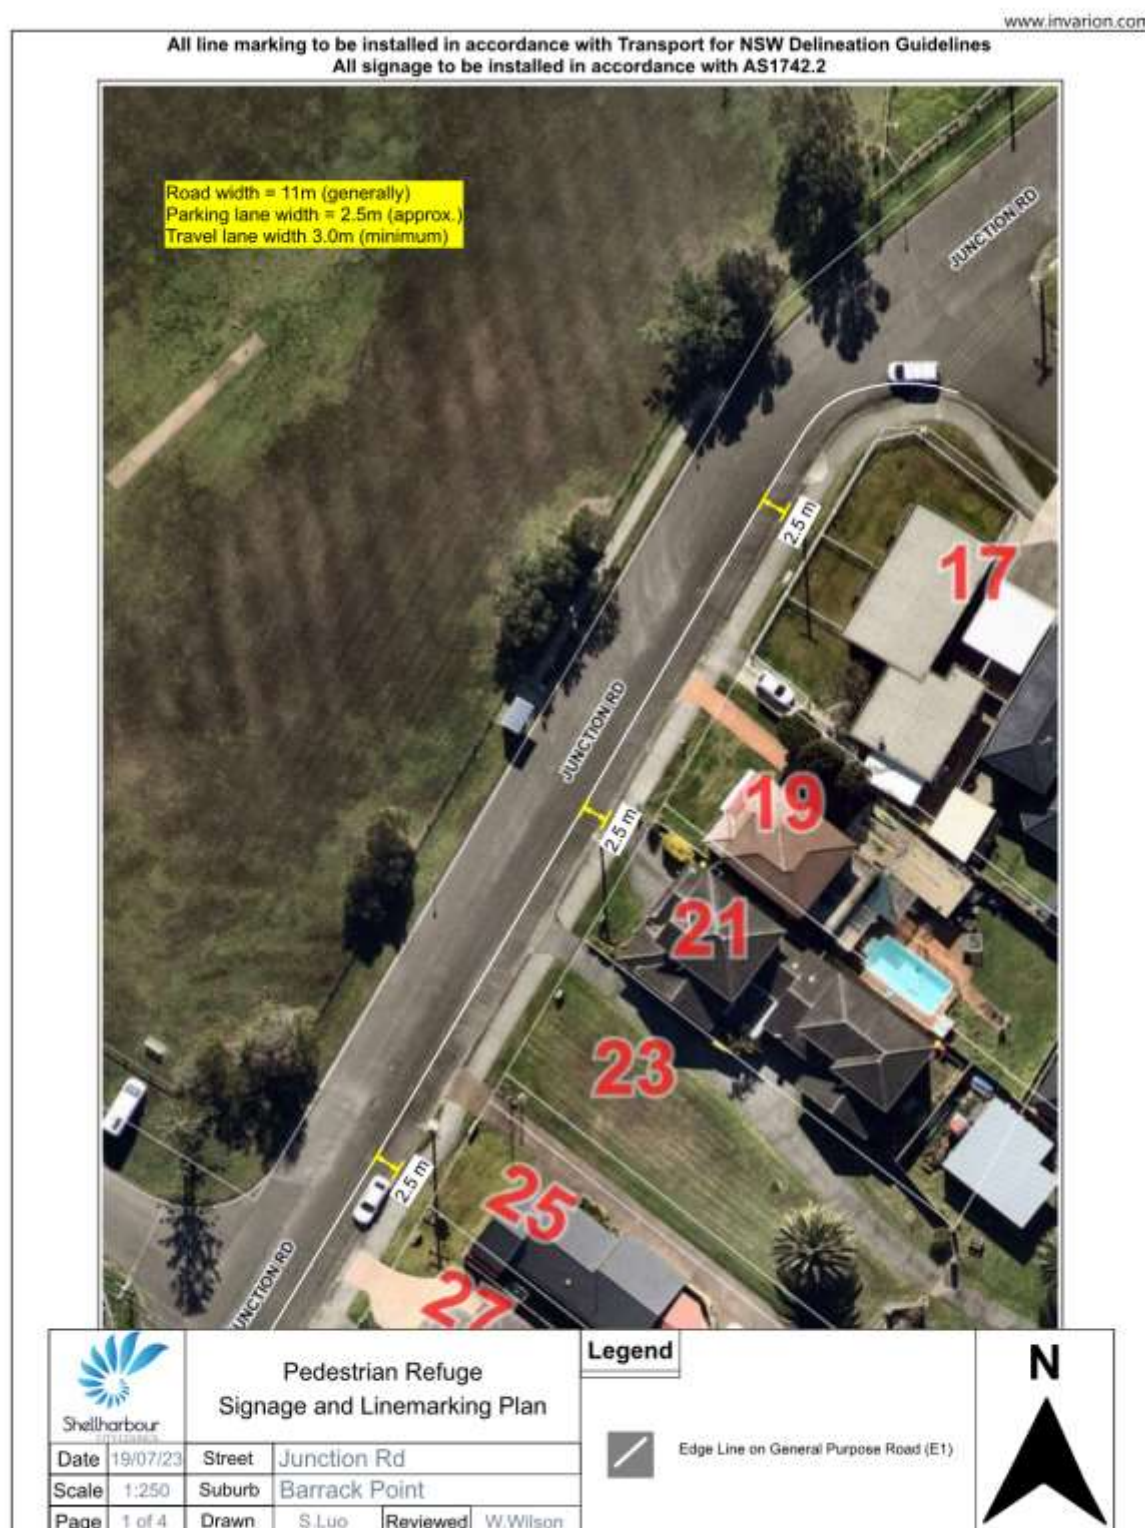 www.invarion.com
All line marking to be installed in accordance with Transport for NSW Delineation Guidelines
All signage to be installed in accordance with AS1742.2
Road width = 11m (generally)
Parking lane width = 2.5m (approx.)
Travel lane width 3.0m (minimum)
JUNCTION RD
2.5 m
17
JUNCTION RD
19
2.5 m
21
23
2.5 m
25
JUNCTION RD
27
Shellharbour
CITY COUNCIL
Pedestrian Refuge
Signage and Linemarking Plan
Legend
N
Edge Line on General Purpose Road (E1)
Date 19/07/23 Street Junction Rd
Scale 1:250 Suburb Barrack Point
Page 1 of 4 Drawn S.Luo Reviewed W.Wilson